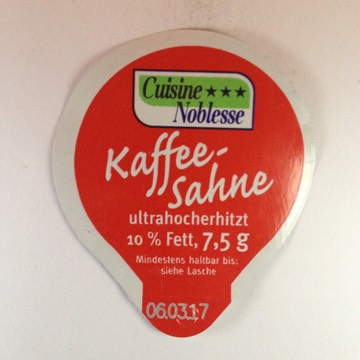 Cuisine ★★★
Noblesse
Kaffee-
Sahne
ultrahocherhitzt
10 % Fett, 7,5 g
Mindestens haltbar bis:
siehe Lasche
06.03.17